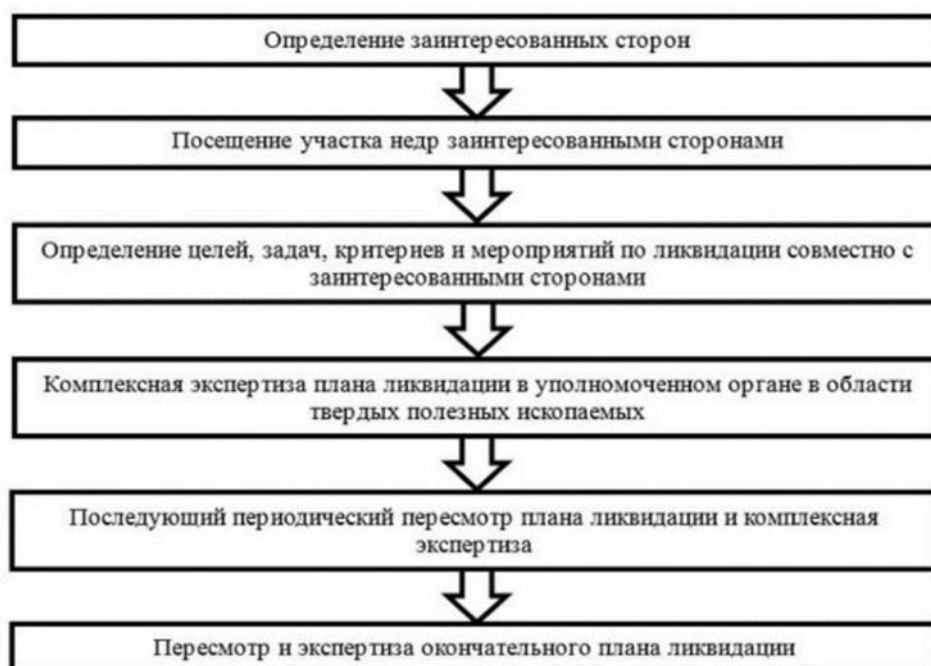 Определение заинтересованных сторон
Посещение участка недр заинтересованными сторонами
Определение целей, задач, критериев и мероприятий по ликвидации совместно с
заинтересованными сторонами
Комплексная экспертиза плана ликвидации в уполномоченном органе в области
твердых полезных ископаемых
Последующий периодический пересмотр плана ликвидации и комплексная
экспертиза
Пересмотр и экспертиза окончательного плана ликвидации